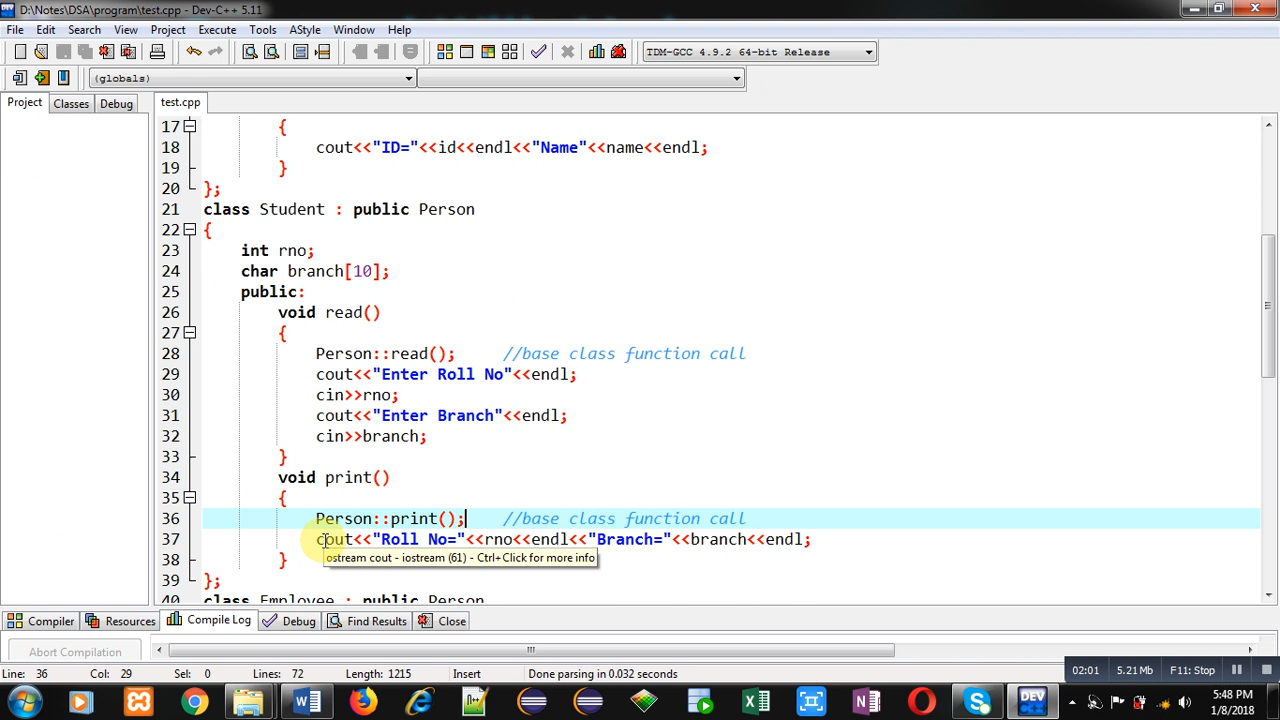 D:\Notes\DSA\program\test.cpp - Dev-C++ 5.11
File Edit Search View Project Execute Tools AStyle Window Help
TDM-GCC 4.9.2 64-bit Release
(globals)
Project Classes Debug test.cpp
17 {
18 cout<<"ID="<<id<<endl<<"Name"<<name<<endl;
19 }
20 };
21 class Student : public Person
22 {
23 int rno;
24 char branch[10];
25 public:
26 void read()
27 {
28 Person::read(); //base class function call
29 cout<<"Enter Roll No"<<endl;
30 cin>>rno;
31 cout<<"Enter Branch"<<endl;
32 cin>>branch;
33 }
34 void print()
35 {
36 Person::print(); //base class function call
37 cout<<"Roll No="<<rno<<endl<<"Branch="<<branch<<endl;
ostream cout - iostream (61) - Ctrl+Click for more info
38 }
39 };
40 class Employee : public Person
Compiler Resources Compile Log Debug Find Results Close
Abort Compilation
Line: 36 Col: 29 Sel: 0 Lines: 72 Length: 1215 Insert Done parsing in 0.032 seconds
02:01 5.21 Mb F11: Stop
5:48 PM
1/8/2018